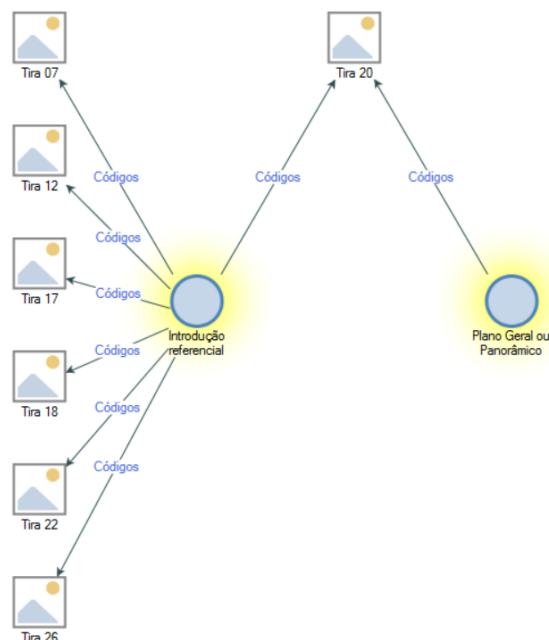 Tira 07
Tira 20
Códigos
Códigos
Códigos
Tira 12
Códigos
Tira 17
Códigos
Introdução
referencial
Plano Geral ou
Panorâmico
Códigos
Tira 18
Códigos
Códigos
Tira 22
Tira 26